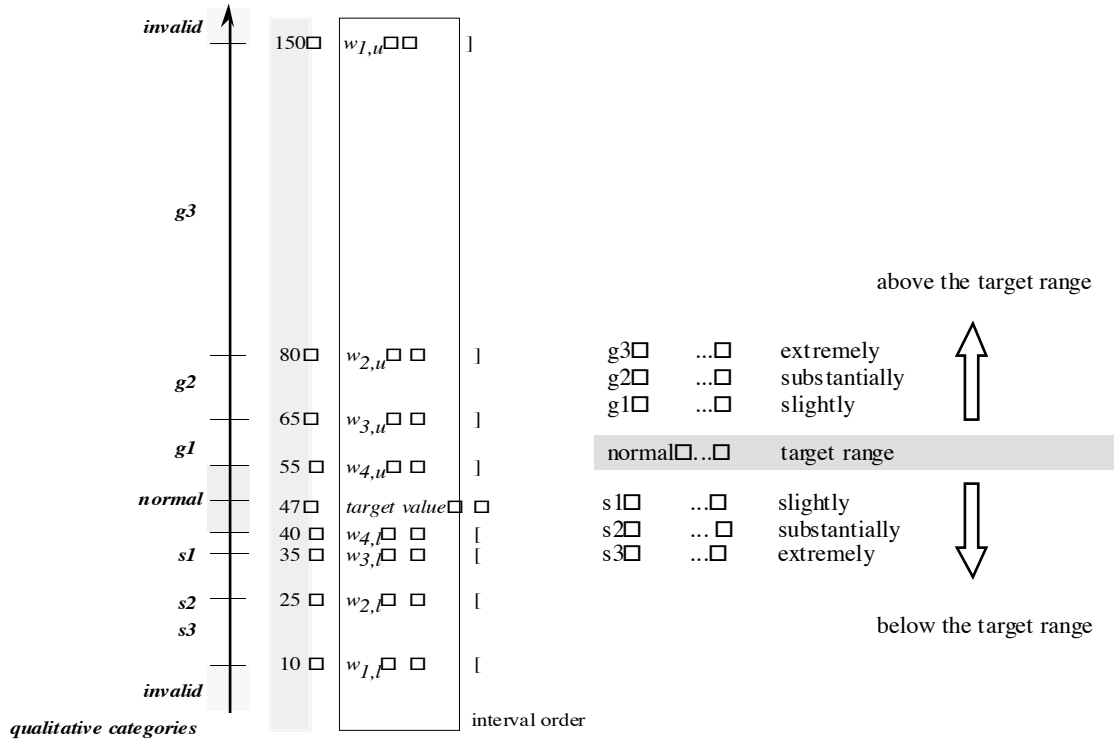 invalid
150□ w1,u□□ ]
g3
above the target range
80□ w2,u□ □ ]
g3□ ...□ extremely
g2
g2□ ...□ substantially
g1□ ...□ slightly
65□ w3,u□ □ ]
g1
normal□...□ target range
55 □ w4,u□ □ ]
normal
47□ target value□ □
s1□ ...□ slightly
40 □ w4,l□ □ [
s2□ ...□ substantially
s1
35 □ w3,l□ □ [
s3□ ...□ extremely
s2
25 □ w2,l□ □ [
s3
below the target range
10 □ w1,l□ □ [
invalid
interval order
qualitative categories